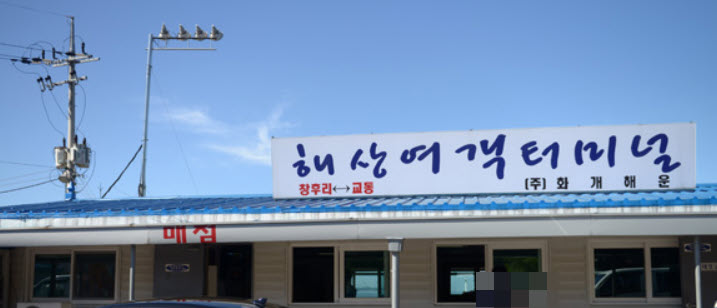 해상여객터미널
창후리↔교동
(주)화개해운
매점